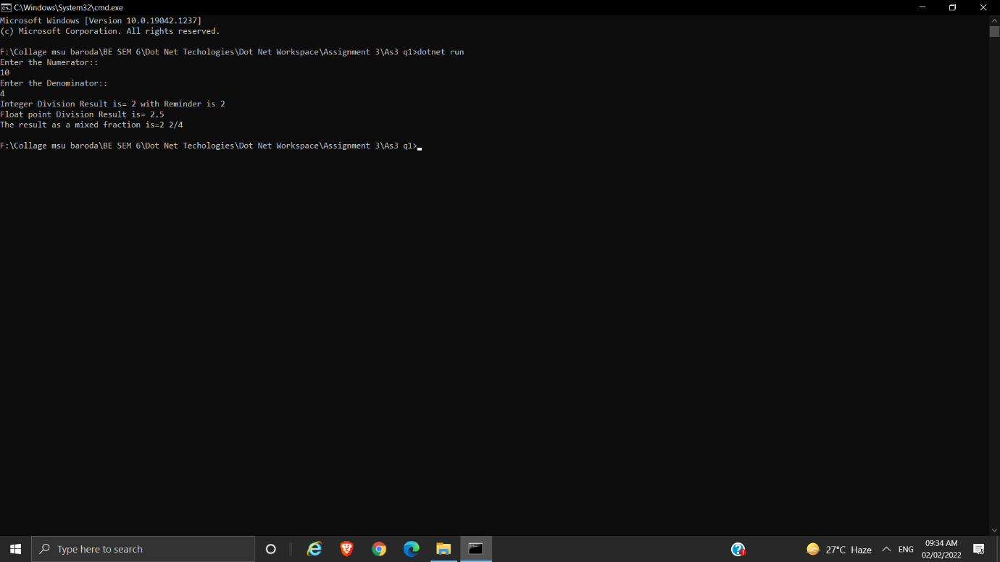 C:\Windows\System32\cmd.exe
Microsoft Windows [Version 10.0.19042.1237]
(c) Microsoft Corporation. All rights reserved.
F:\Collage msu baroda\BE SEM 6\Dot Net Techologies\Dot Net Workspace\Assignment 3\As3 q1>dotnet run
Enter the Numerator::
10
Enter the Denominator::
4
Integer Division Result is= 2 with Reminder is 2
Float point Division Result is= 2.5
The result as a mixed fraction is=2 2/4
F:\Collage msu baroda\BE SEM 6\Dot Net Techologies\Dot Net Workspace\Assignment 3\As3 q1>
Type here to search
27°C Haze
ENG
09:34 AM
02/02/2022